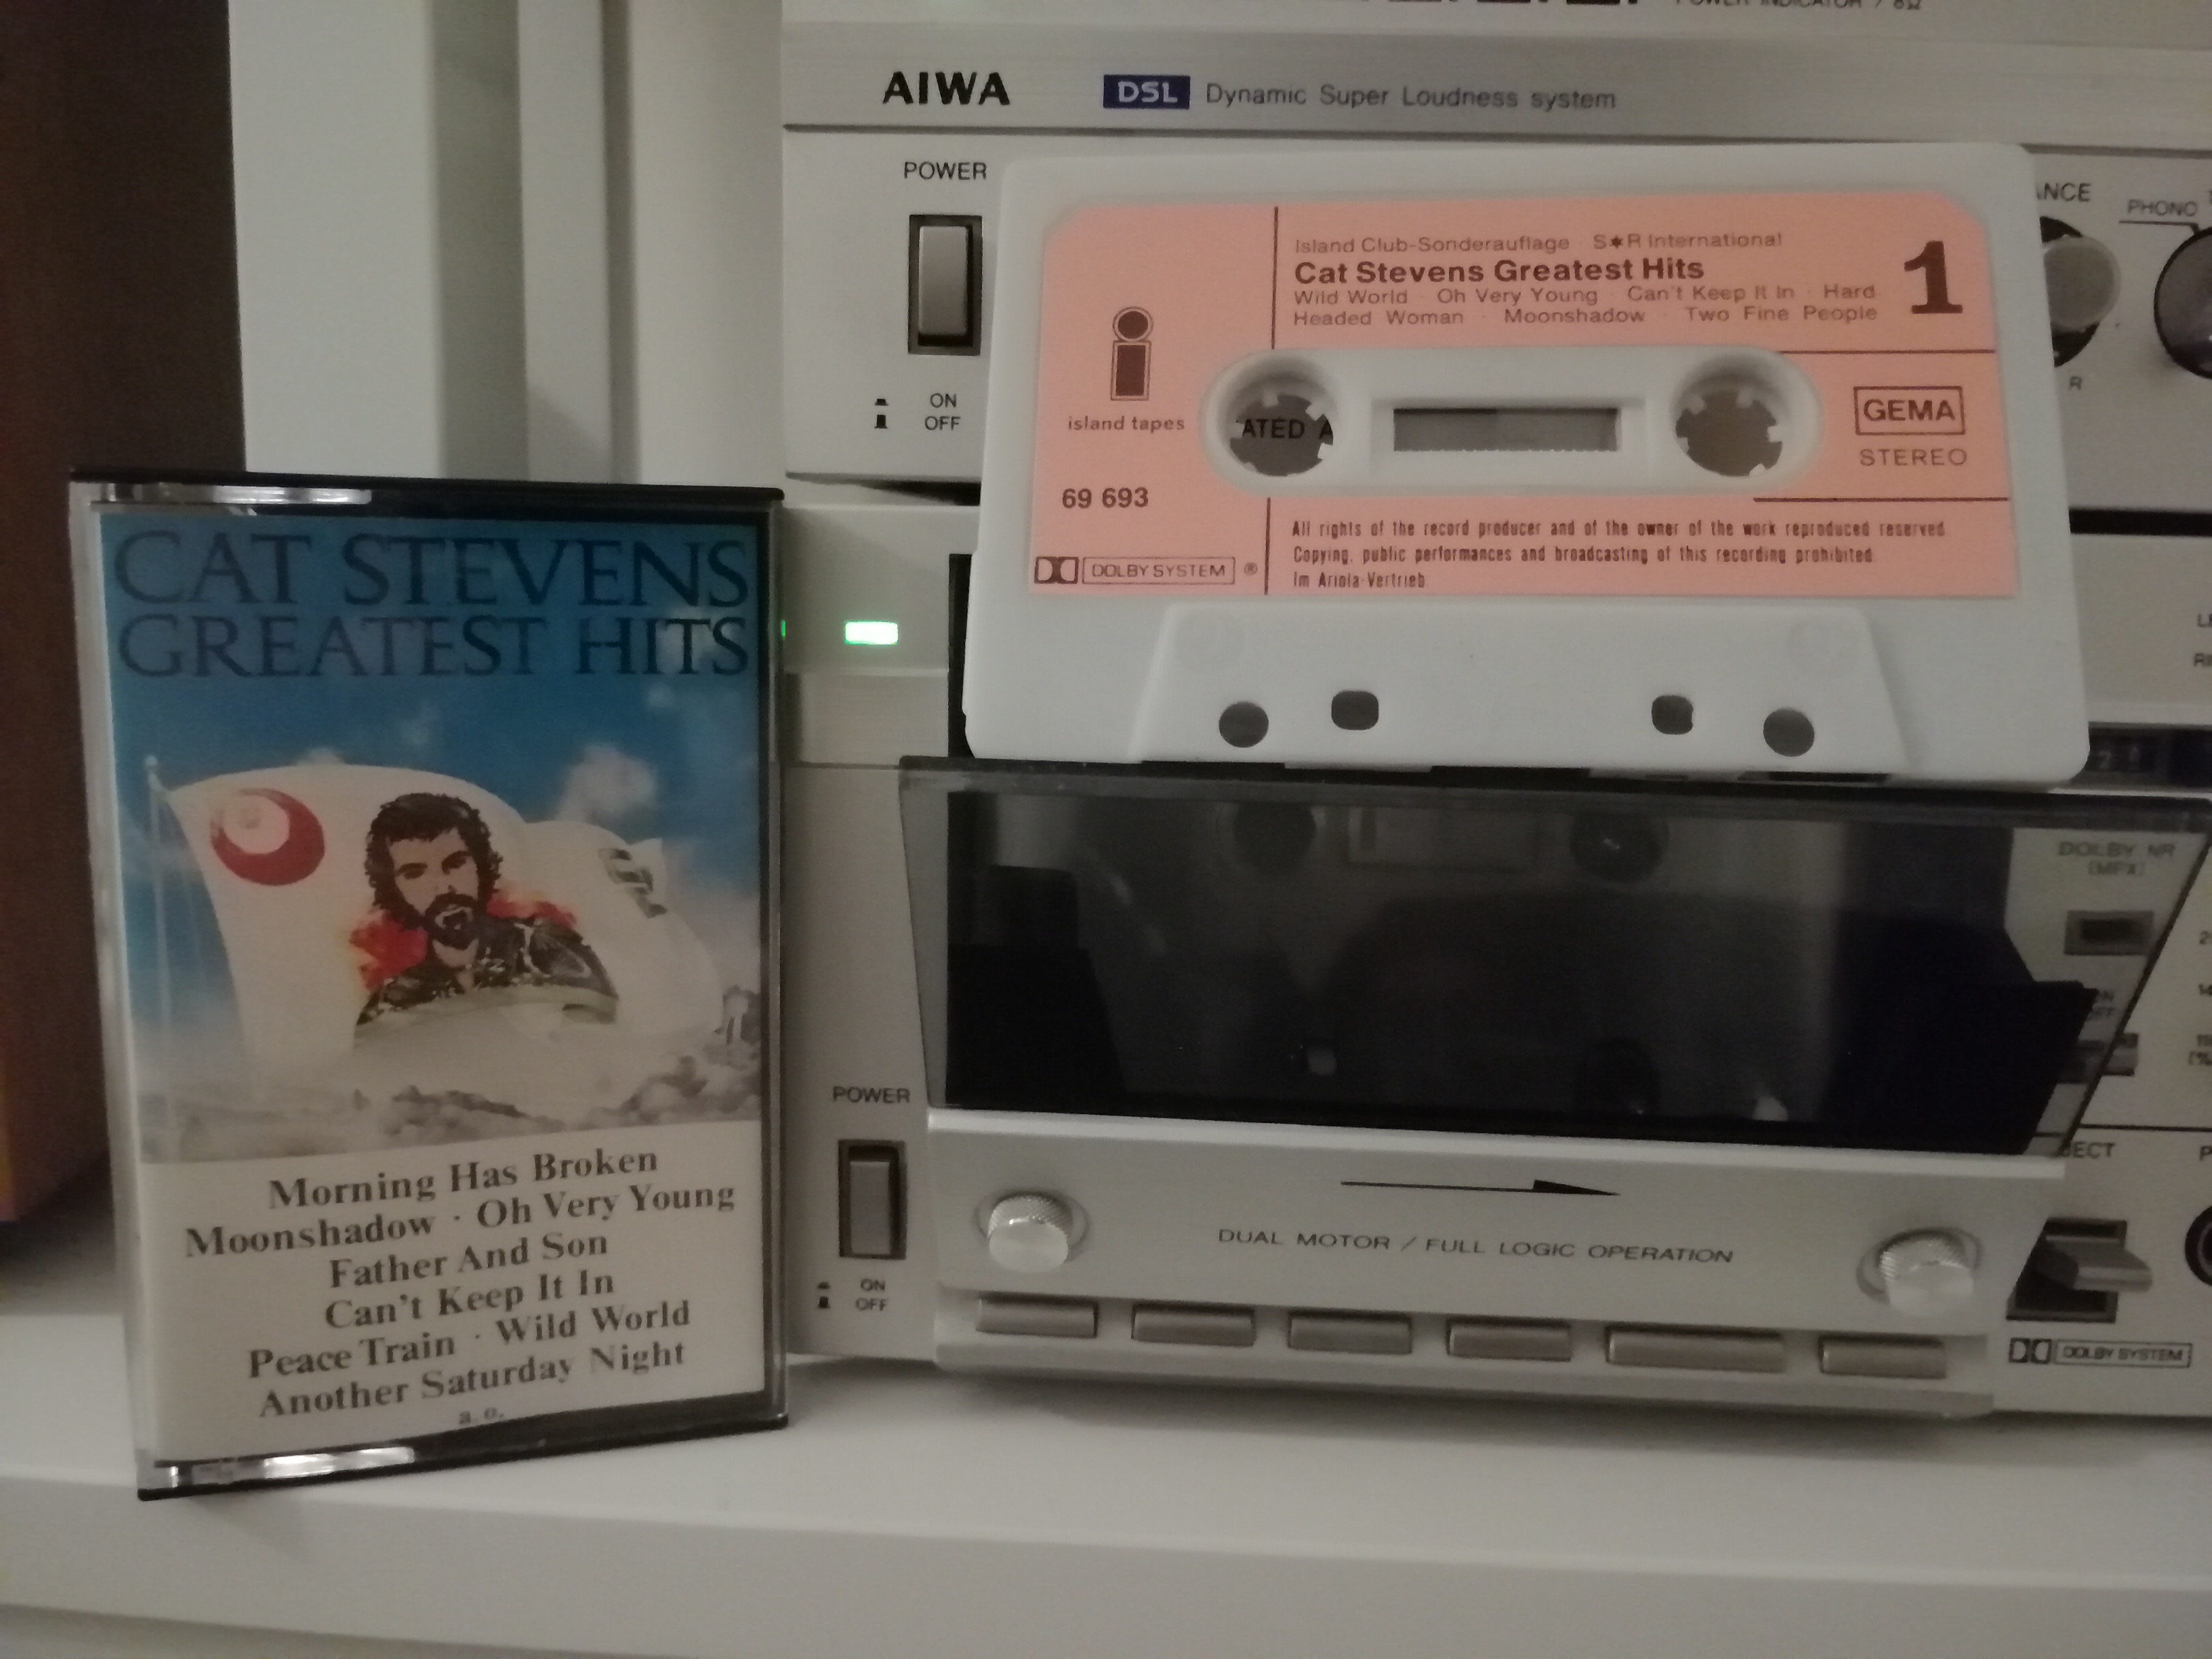 POWER INDICATOR / 8Ω
AIWA DSL Dynamic Super Loudness system
POWER
ON
OFF
PHONO
R
Island Club-Sonderauflage · S★R International
Cat Stevens Greatest Hits
Wild World · Oh Very Young · Can't Keep It In · Hard
Headed Woman · Moonshadow · Two Fine People
1
island tapes
ATED A
GEMA
STEREO
69 693
DOLBY SYSTEM ®
All rights of the record producer and of the owner of the work reproduced reserved.
Copying, public performances and broadcasting of this recording prohibited.
Im Ariola-Vertrieb
CAT STEVENS
GREATEST HITS
Morning Has Broken
Moonshadow · Oh Very Young
Father And Son
Can't Keep It In
Peace Train · Wild World
Another Saturday Night
a. o.
DOLBY NR
(MPX)
POWER
ON
OFF
DUAL MOTOR / FULL LOGIC OPERATION
DOLBY SYSTEM